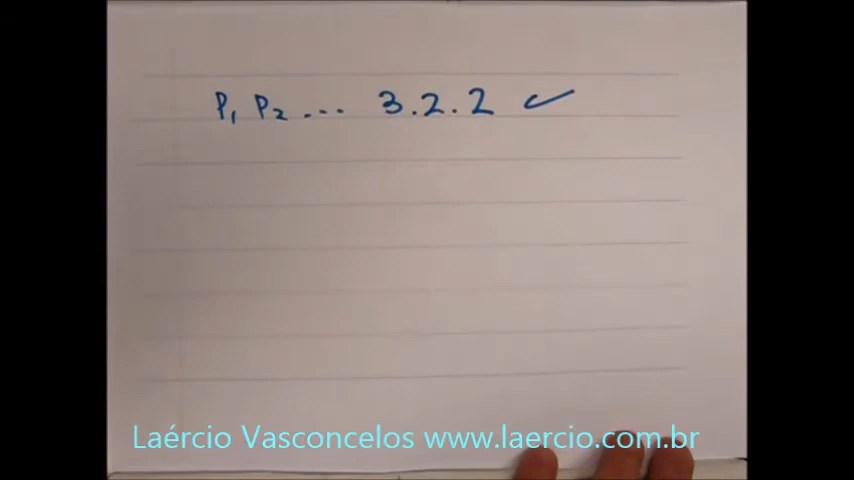 P₁ P₂ ... 3.2.2 ✓
Laércio Vasconcelos www.laercio.com.br